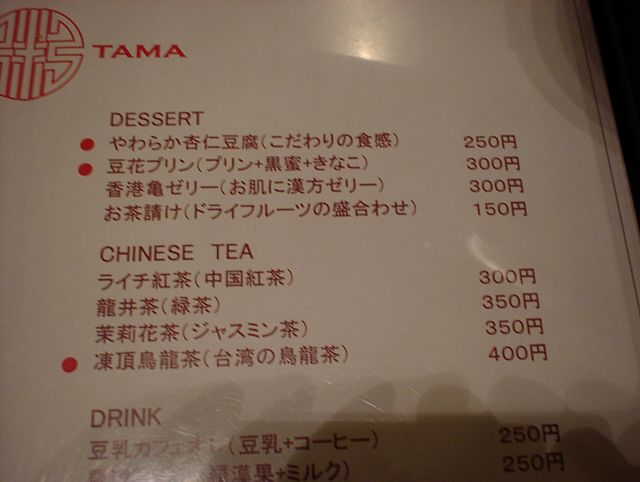 TAMA
DESSERT
やわらか杏仁豆腐(こだわりの食感) 250円
豆花プリン(プリン+黒蜜+きなこ) 300円
香港亀ゼリー(お肌に漢方ゼリー) 300円
お茶請け(ドライフルーツの盛合わせ) 150円
CHINESE TEA
ライチ紅茶(中国紅茶) 300円
龍井茶(緑茶) 350円
茉莉花茶(ジャスミン茶) 350円
凍頂烏龍茶(台湾の烏龍茶) 400円
DRINK
豆乳カフェオレ(豆乳+コーヒー) 250円
漢果+ミルク) 250円